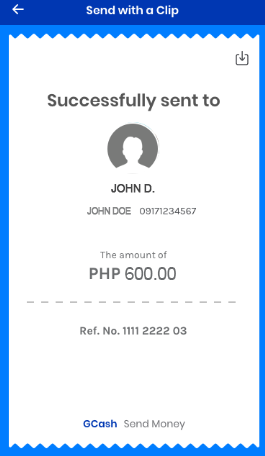 Send with a Clip
Successfully sent to
JOHN D.
JOHN DOE 09171234567
The amount of
PHP 600.00
Ref. No. 1111 2222 03
GCash Send Money